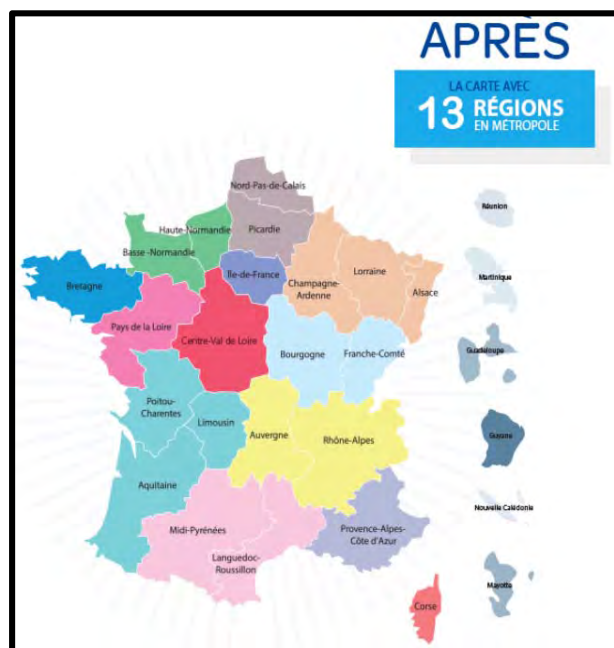 APRÈS
LA CARTE AVEC
13 RÉGIONS
EN MÉTROPOLE
Nord-Pas-de-Calais
Picardie
Haute-Normandie
Basse -Normandie
Bretagne
Ile-de-France
Champagne-
Ardenne
Lorraine
Alsace
Pays de la Loire
Centre-Val de Loire
Bourgogne
Franche-Comté
Poitou-
Charentes
Limousin
Auvergne
Rhône-Alpes
Aquitaine
Midi-Pyrénées
Languedoc-
Roussillon
Provence-Alpes-
Côte d'Azur
Corse
Réunion
Martinique
Guadeloupe
Guyane
Nouvelle Calédonie
Mayotte